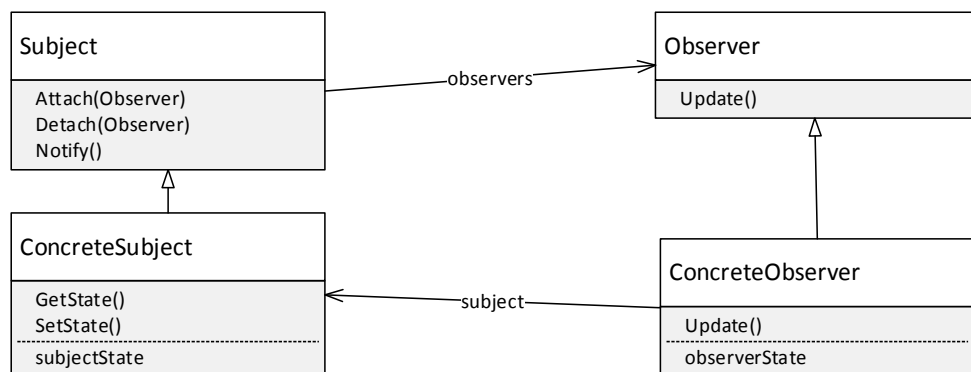 Subject
Attach(Observer)
Detach(Observer)
Notify()
observers
Observer
Update()
ConcreteSubject
GetState()
SetState()
subjectState
subject
ConcreteObserver
Update()
observerState